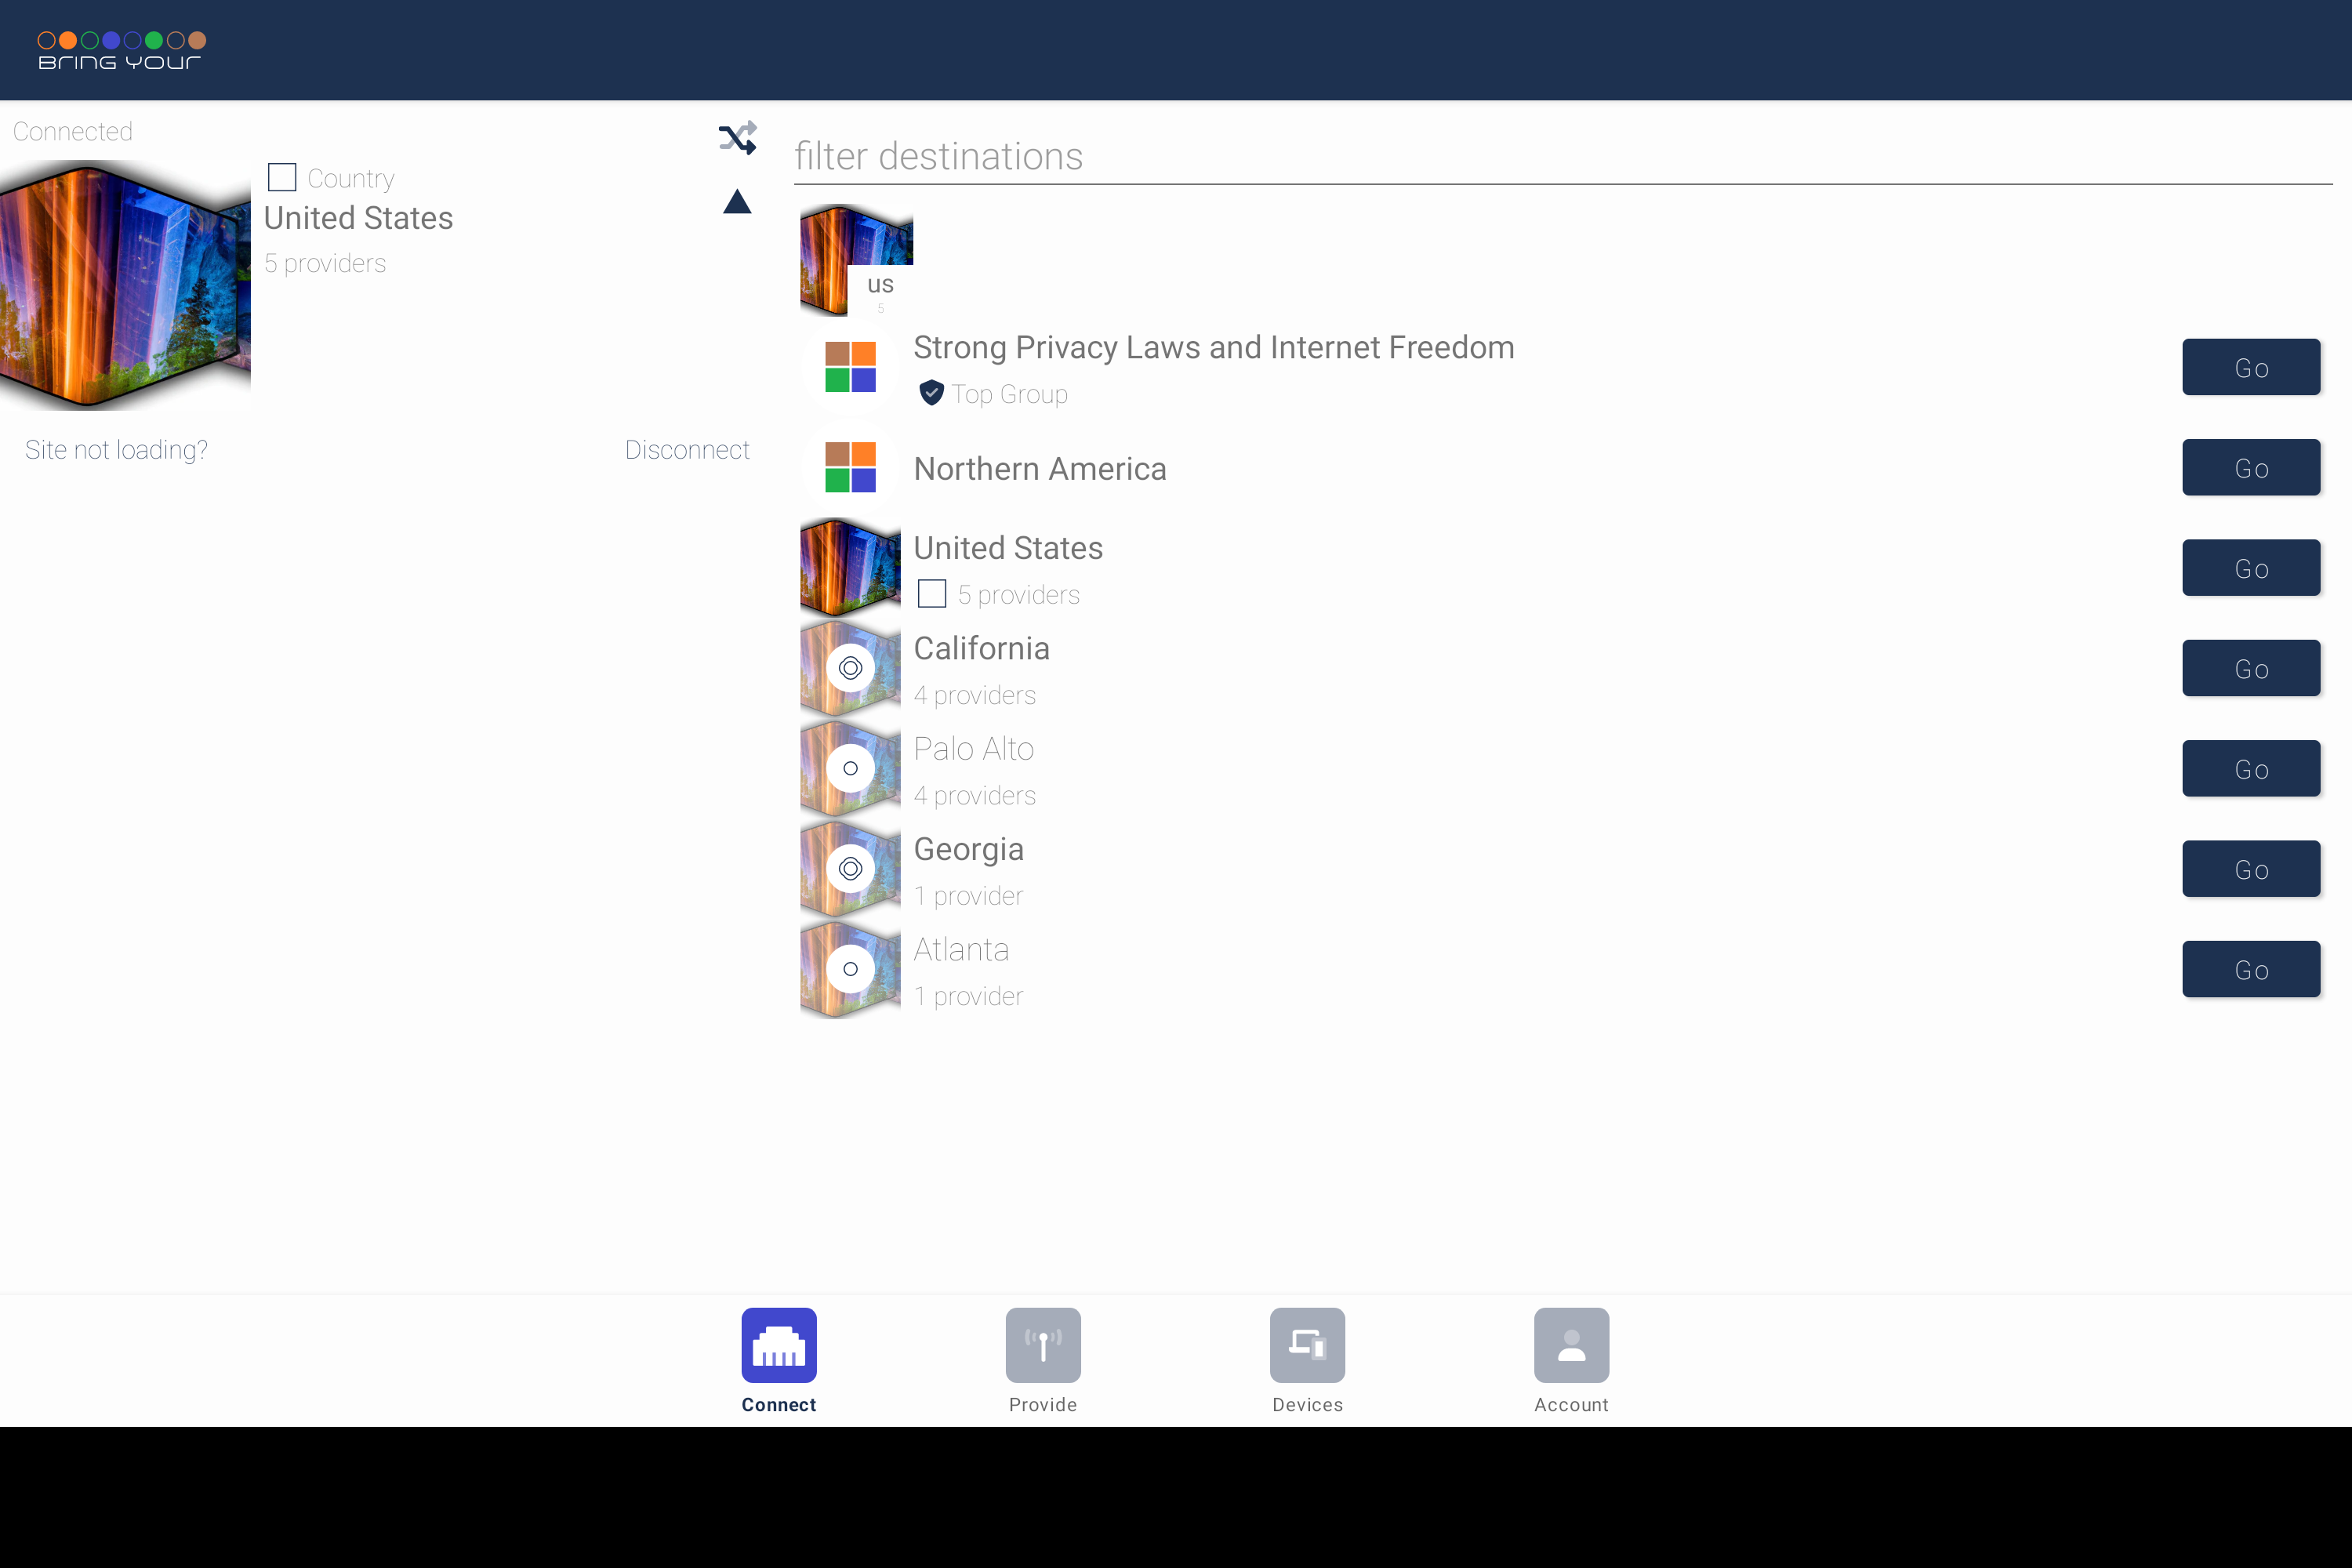 BRING YOUR
Connected
Country
United States
5 providers
Site not loading?
Disconnect
filter destinations
us
5
Strong Privacy Laws and Internet Freedom
Top Group
Go
Northern America
Go
United States
5 providers
Go
California
4 providers
Go
Palo Alto
4 providers
Go
Georgia
1 provider
Go
Atlanta
1 provider
Go
Connect
Provide
Devices
Account